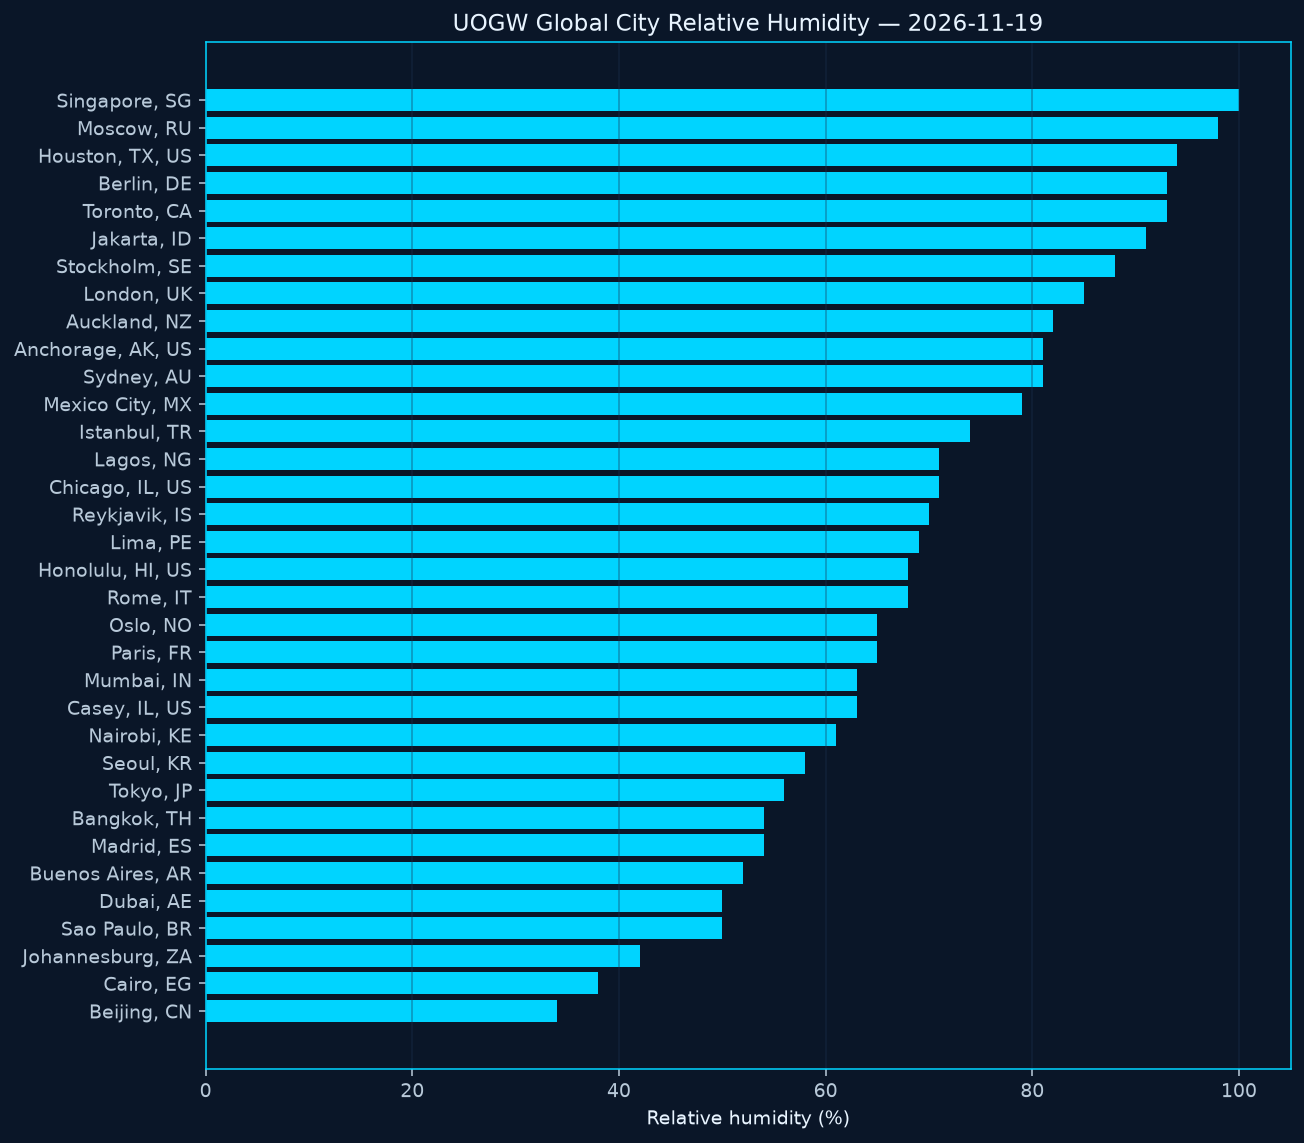 UOGW Global City Relative Humidity — 2026-11-19
Singapore, SG
Moscow, RU
Houston, TX, US
Berlin, DE
Toronto, CA
Jakarta, ID
Stockholm, SE
London, UK
Auckland, NZ
Anchorage, AK, US
Sydney, AU
Mexico City, MX
Istanbul, TR
Lagos, NG
Chicago, IL, US
Reykjavik, IS
Lima, PE
Honolulu, HI, US
Rome, IT
Oslo, NO
Paris, FR
Mumbai, IN
Casey, IL, US
Nairobi, KE
Seoul, KR
Tokyo, JP
Bangkok, TH
Madrid, ES
Buenos Aires, AR
Dubai, AE
Sao Paulo, BR
Johannesburg, ZA
Cairo, EG
Beijing, CN
0 20 40 60 80 100
Relative humidity (%)